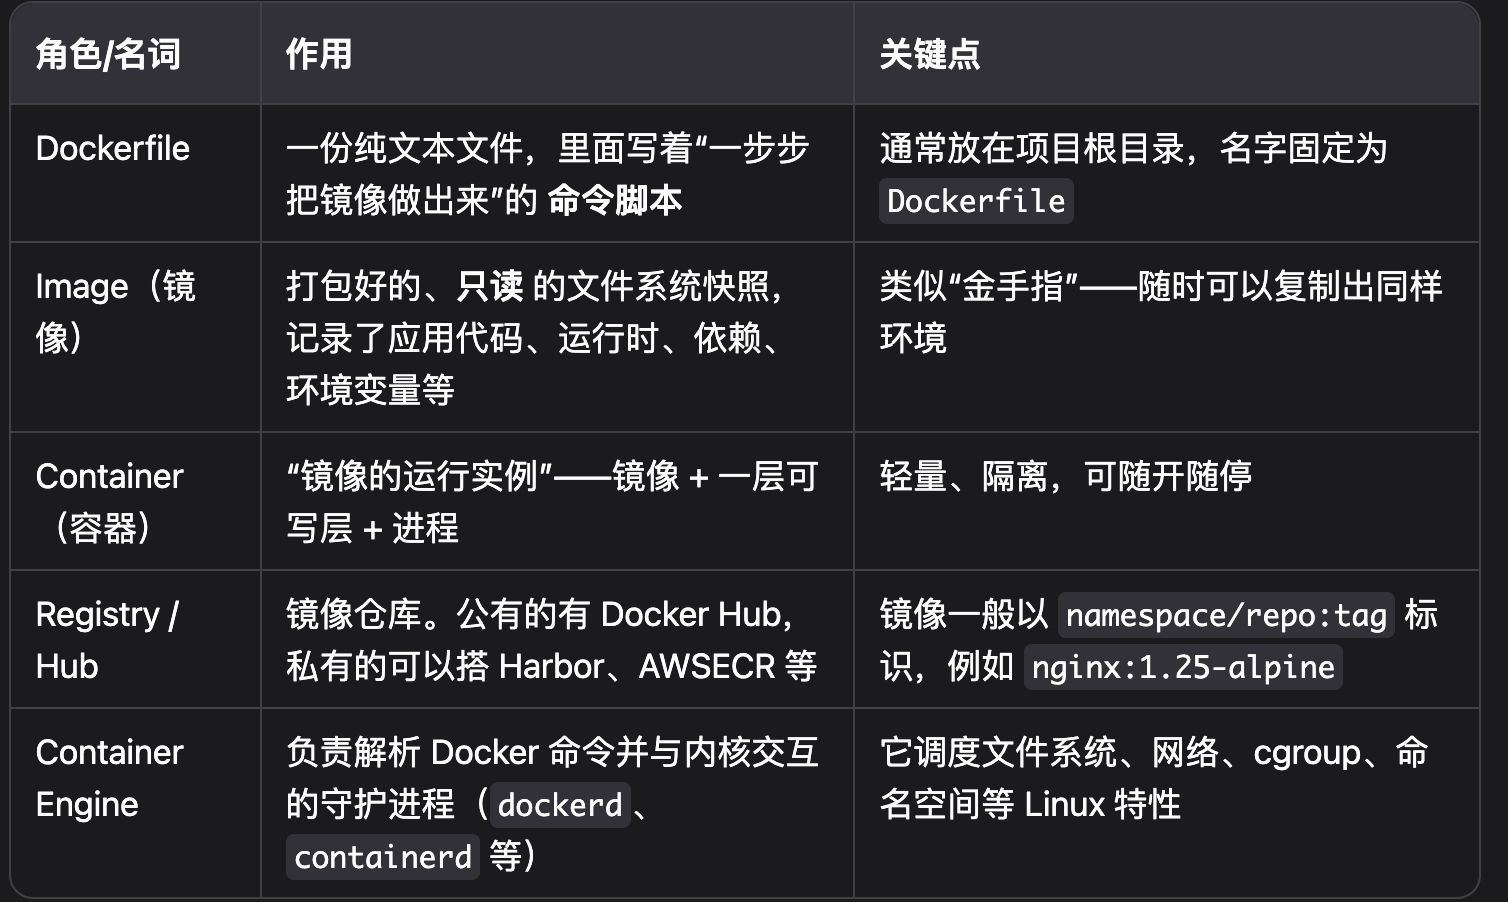 角色/名词
作用
关键点
Dockerfile
一份纯文本文件，里面写着“一步步
把镜像做出来”的 命令脚本
通常放在项目根目录，名字固定为
Dockerfile
Image（镜
像）
打包好的、只读 的文件系统快照，
记录了应用代码、运行时、依赖、
环境变量等
类似“金手指”——随时可以复制出同样
环境
Container
（容器）
“镜像的运行实例”——镜像 + 一层可
写层 + 进程
轻量、隔离，可随开随停
Registry /
Hub
镜像仓库。公有的有 Docker Hub，
私有的可以搭 Harbor、AWSECR 等
镜像一般以 namespace/repo:tag 标
识，例如 nginx:1.25-alpine
Container
Engine
负责解析 Docker 命令并与内核交互
的守护进程（dockerd、
containerd 等）
它调度文件系统、网络、cgroup、命
名空间等 Linux 特性